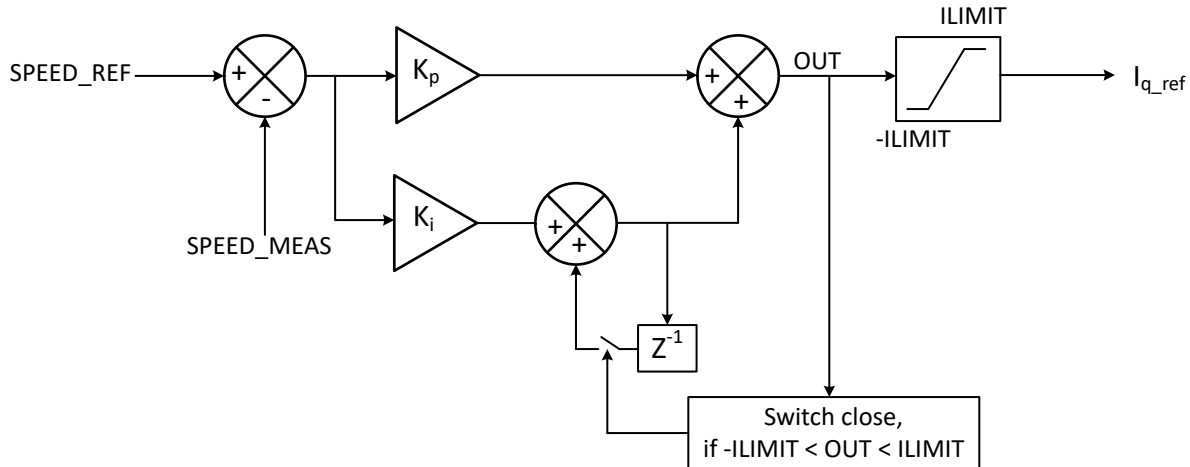 ILIMIT
SPEED_REF
+
-
Kp
+
+
OUT
Iq_ref
-ILIMIT
SPEED_MEAS
Ki
+
+
Z-1
Switch close,
if -ILIMIT < OUT < ILIMIT